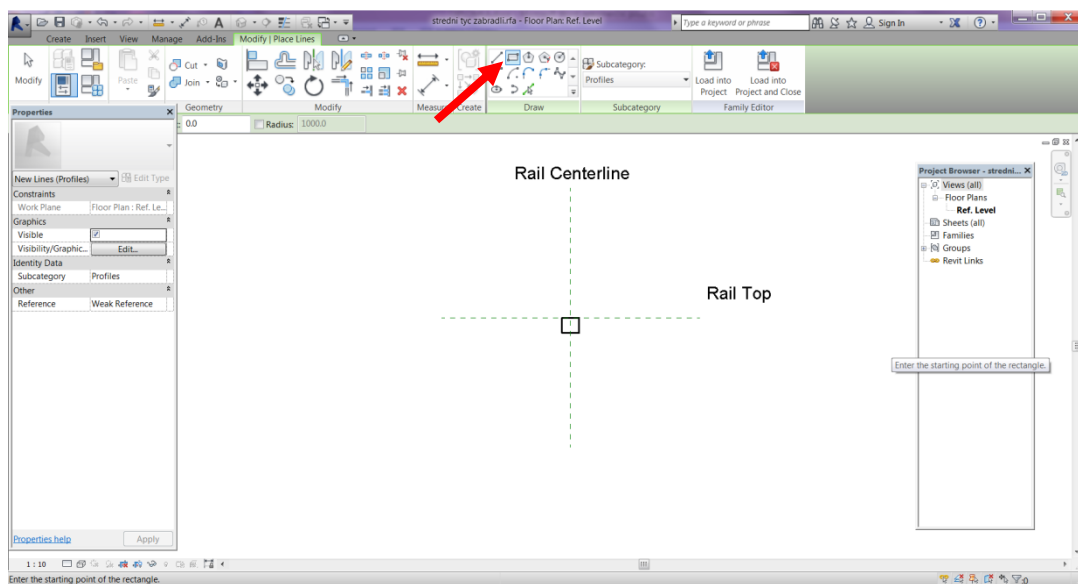 stredni tyc zabradli.rfa - Floor Plan: Ref. Level
Type a keyword or phrase
Sign In
Create Insert View Manage Add-Ins Modify | Place Lines
Modify
Paste
Cut
Join
Geometry
Modify
Measure
Create
Draw
Subcategory:
Profiles
Subcategory
Load into Project
Load into Project and Close
Family Editor
Properties
0.0
Radius: 1000.0
New Lines (Profiles)
Edit Type
Constraints
Work Plane Floor Plan : Ref. Le...
Graphics
Visible
Visibility/Graphic... Edit...
Identity Data
Subcategory Profiles
Other
Reference Weak Reference
Properties help
Apply
Rail Centerline
Rail Top
Project Browser - stredni...
Views (all)
Floor Plans
Ref. Level
Sheets (all)
Families
Groups
Revit Links
Enter the starting point of the rectangle.
1 : 10
Enter the starting point of the rectangle.
:0